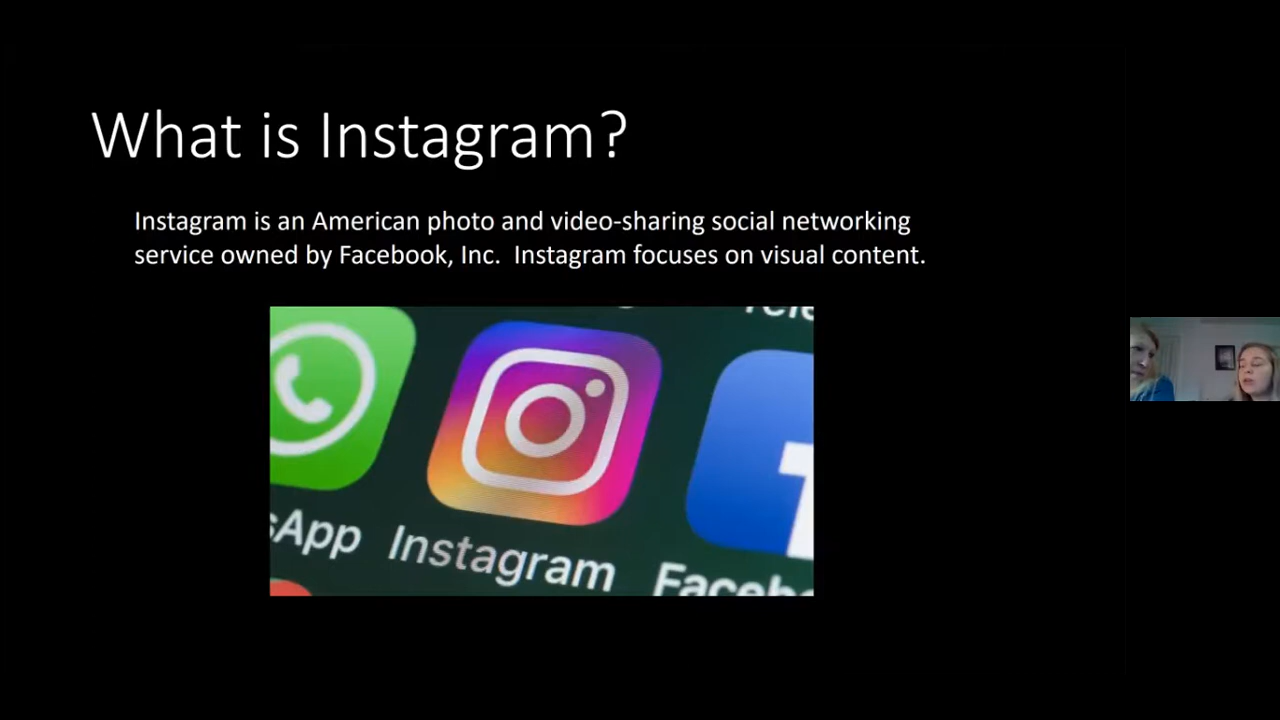 What is Instagram?
Instagram is an American photo and video-sharing social networking
service owned by Facebook, Inc.  Instagram focuses on visual content.
Tele
sApp Instagram Faceb